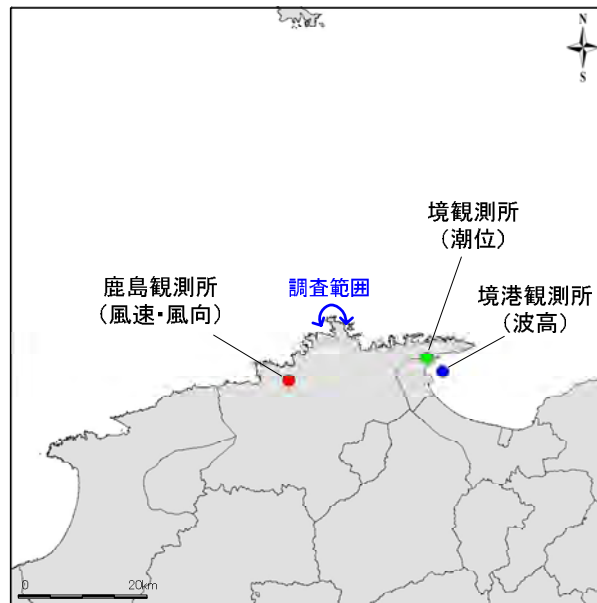 N
S
境観測所
（潮位）
鹿島観測所
（風速・風向）
調査範囲
境港観測所
（波高）
0 20km